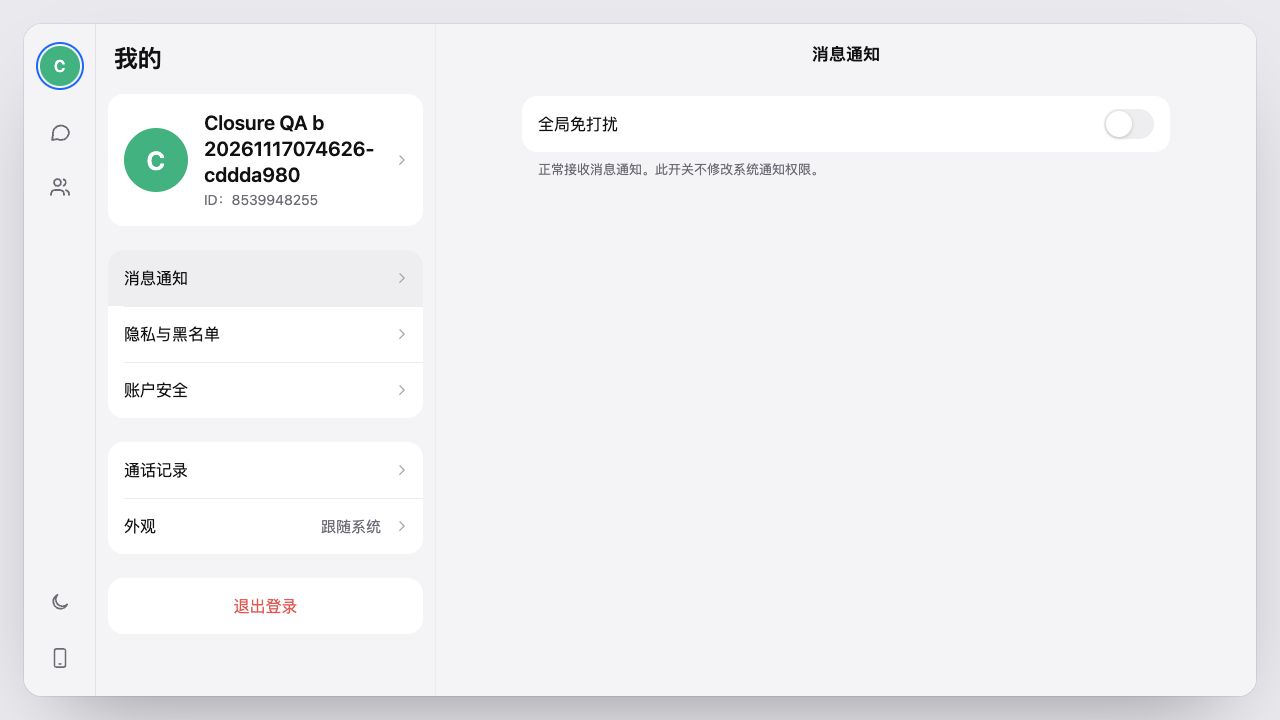 C
我的
C
Closure QA b
20261117074626-
cddda980
ID：8539948255
消息通知
隐私与黑名单
账户安全
通话记录
外观
跟随系统
退出登录
消息通知
全局免打扰
正常接收消息通知。此开关不修改系统通知权限。